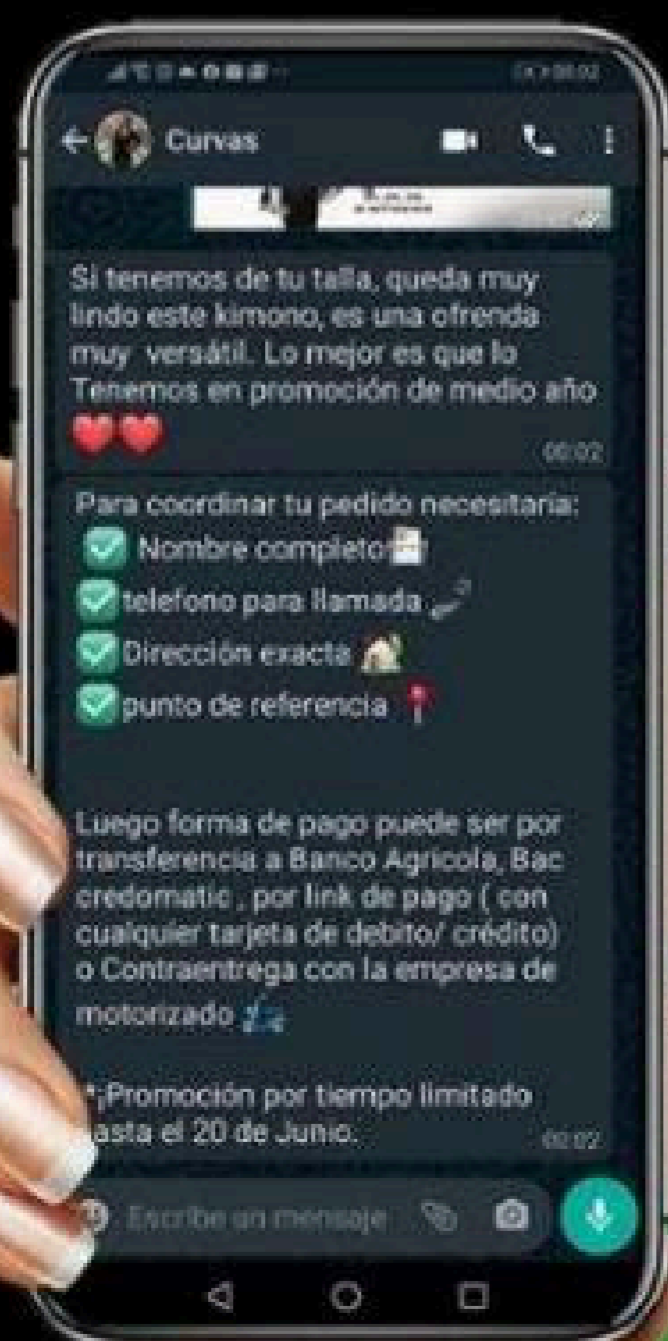 Curvas
Si tenemos de tu talla, queda muy
lindo este kimono, es una ofrenda
muy versátil. Lo mejor es que lo
Tenemos en promoción de medio año
❤️❤️
00:02
Para coordinar tu pedido necesitaria:
✅ Nombre completo
✅ telefono para llamada
✅ Dirección exacta
✅ punto de referencia 📍
Luego forma de pago puede ser por
transferencia a Banco Agricola, Bac
credomatic , por link de pago ( con
cualquier tarjeta de debito/ crédito)
o Contraentrega con la empresa de
motorizado 🛵
*¡Promoción por tiempo limitado
asta el 20 de Junio.
00:02
Escribe un mensaje